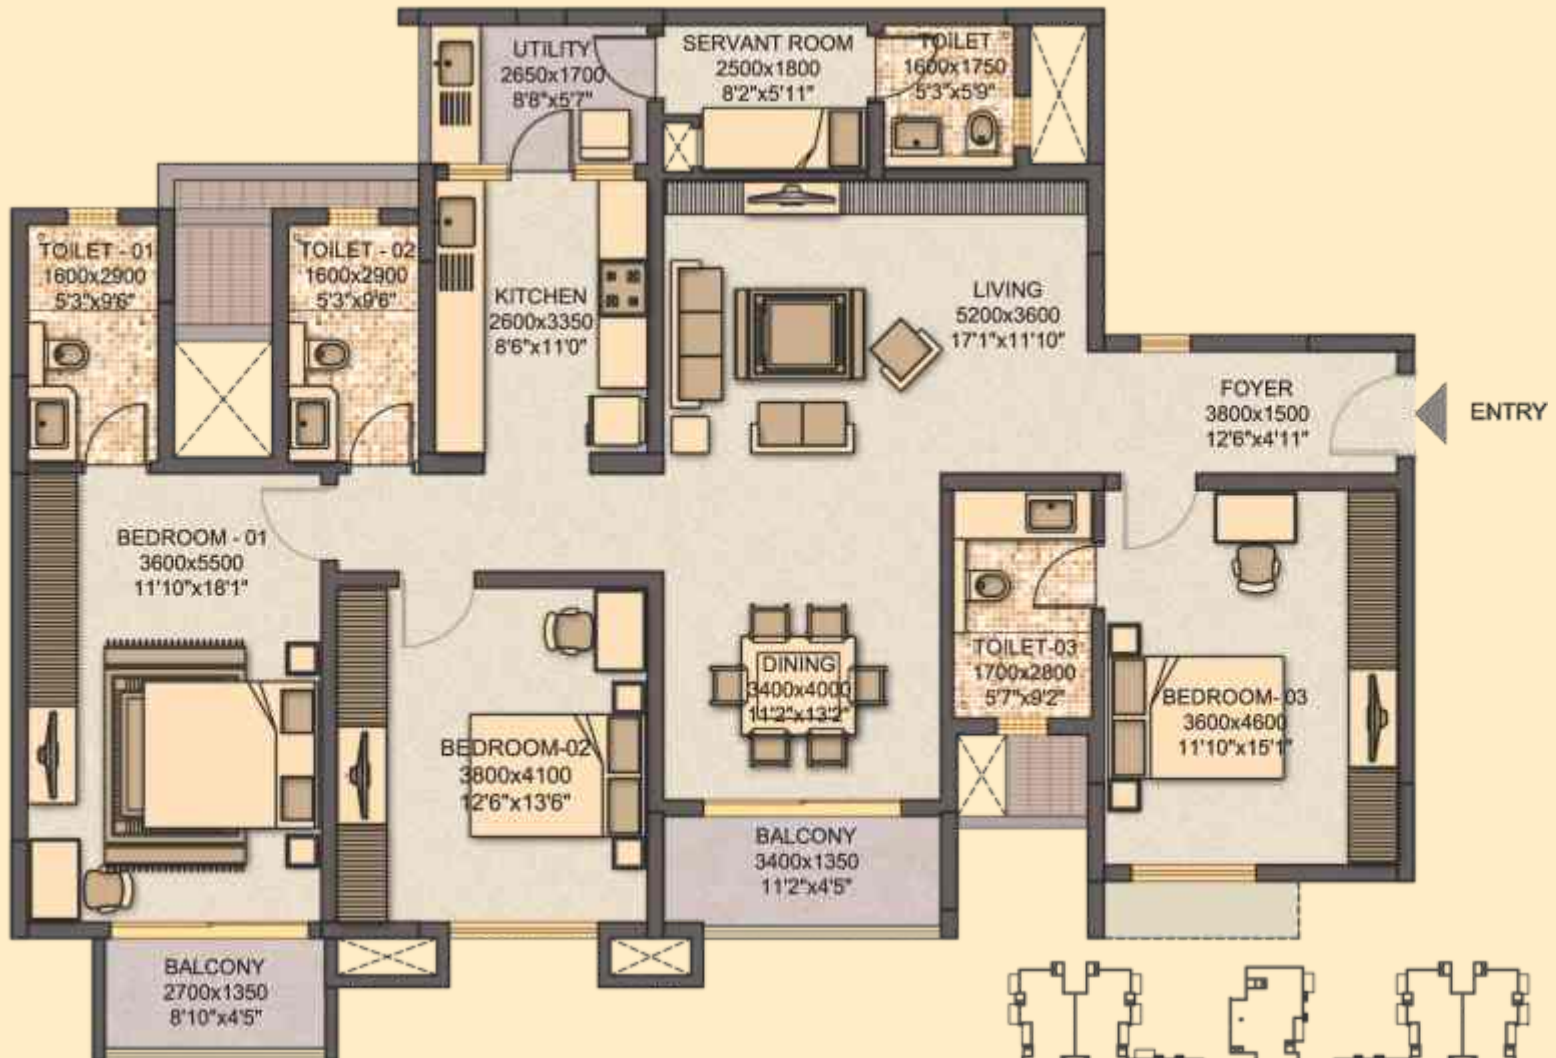 UTILITY
2650x1700
8'8"x5'7"
SERVANT ROOM
2500x1800
8'2"x5'11"
TOILET
1600x1750
5'3"x5'9"
TOILET - 01
1600x2900
5'3"x9'6"
TOILET - 02
1600x2900
5'3"x9'6"
KITCHEN
2600x3350
8'6"x11'0"
LIVING
5200x3600
17'1"x11'10"
FOYER
3800x1500
12'6"x4'11"
ENTRY
BEDROOM - 01
3600x5500
11'10"x18'1"
BEDROOM-02
3800x4100
12'6"x13'6"
DINING
3400x4000
11'2"x13'2"
TOILET-03
1700x2800
5'7"x9'2"
BEDROOM- 03
3600x4600
11'10"x15'1"
BALCONY
3400x1350
11'2"x4'5"
BALCONY
2700x1350
8'10"x4'5"